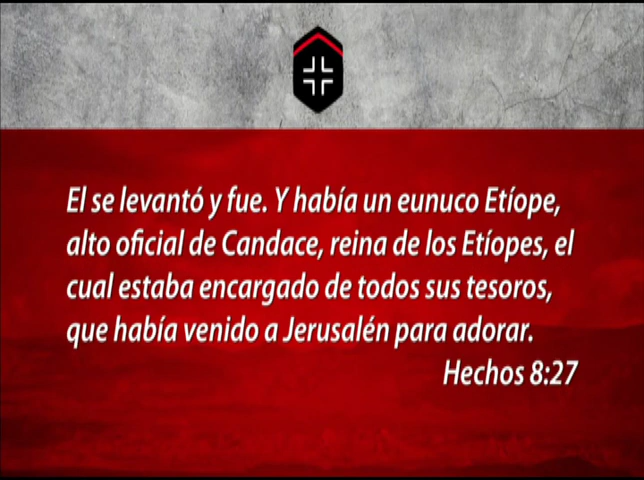 El se levantó y fue. Y había un eunuco Etíope,
alto oficial de Candace, reina de los Etíopes, el
cual estaba encargado de todos sus tesoros,
que había venido a Jerusalén para adorar.
Hechos 8:27